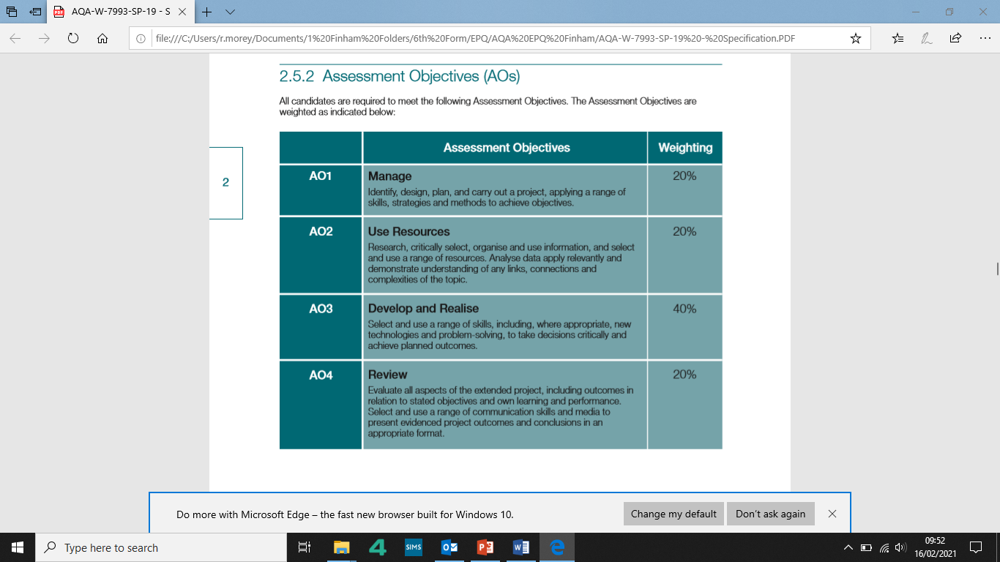 AQA-W-7993-SP-19 - S
file:///C:/Users/r.morey/Documents/1%20Finham%20Folders/6th%20Form/EPQ/AQA%20EPQ%20Finham/AQA-W-7993-SP-19%20-%20Specification.PDF
2.5.2 Assessment Objectives (AOs)
All candidates are required to meet the following Assessment Objectives. The Assessment Objectives are
weighted as indicated below:
2
Assessment Objectives
Weighting
AO1
Manage
20%
Identify, design, plan, and carry out a project, applying a range of
skills, strategies and methods to achieve objectives.
AO2
Use Resources
20%
Research, critically select, organise and use information, and select
and use a range of resources. Analyse data apply relevantly and
demonstrate understanding of any links, connections and
complexities of the topic.
AO3
Develop and Realise
40%
Select and use a range of skills, including, where appropriate, new
technologies and problem-solving, to take decisions critically and
achieve planned outcomes.
AO4
Review
20%
Evaluate all aspects of the extended project, including outcomes in
relation to stated objectives and own learning and performance.
Select and use a range of communication skills and media to
present evidenced project outcomes and conclusions in an
appropriate format.
Do more with Microsoft Edge – the fast new browser built for Windows 10.
Change my default
Don't ask again
Type here to search
4
SIMS
09:52
16/02/2021